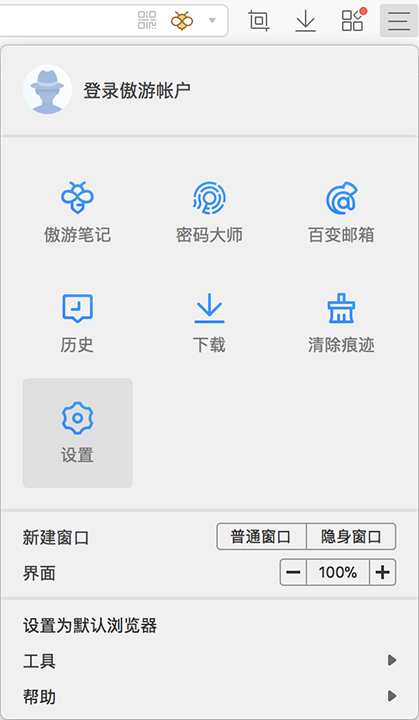 登录傲游帐户
傲游笔记 密码大师 百变邮箱
历史 下载 清除痕迹
设置
新建窗口 普通窗口 隐身窗口
界面 − 100% +
设置为默认浏览器
工具
帮助